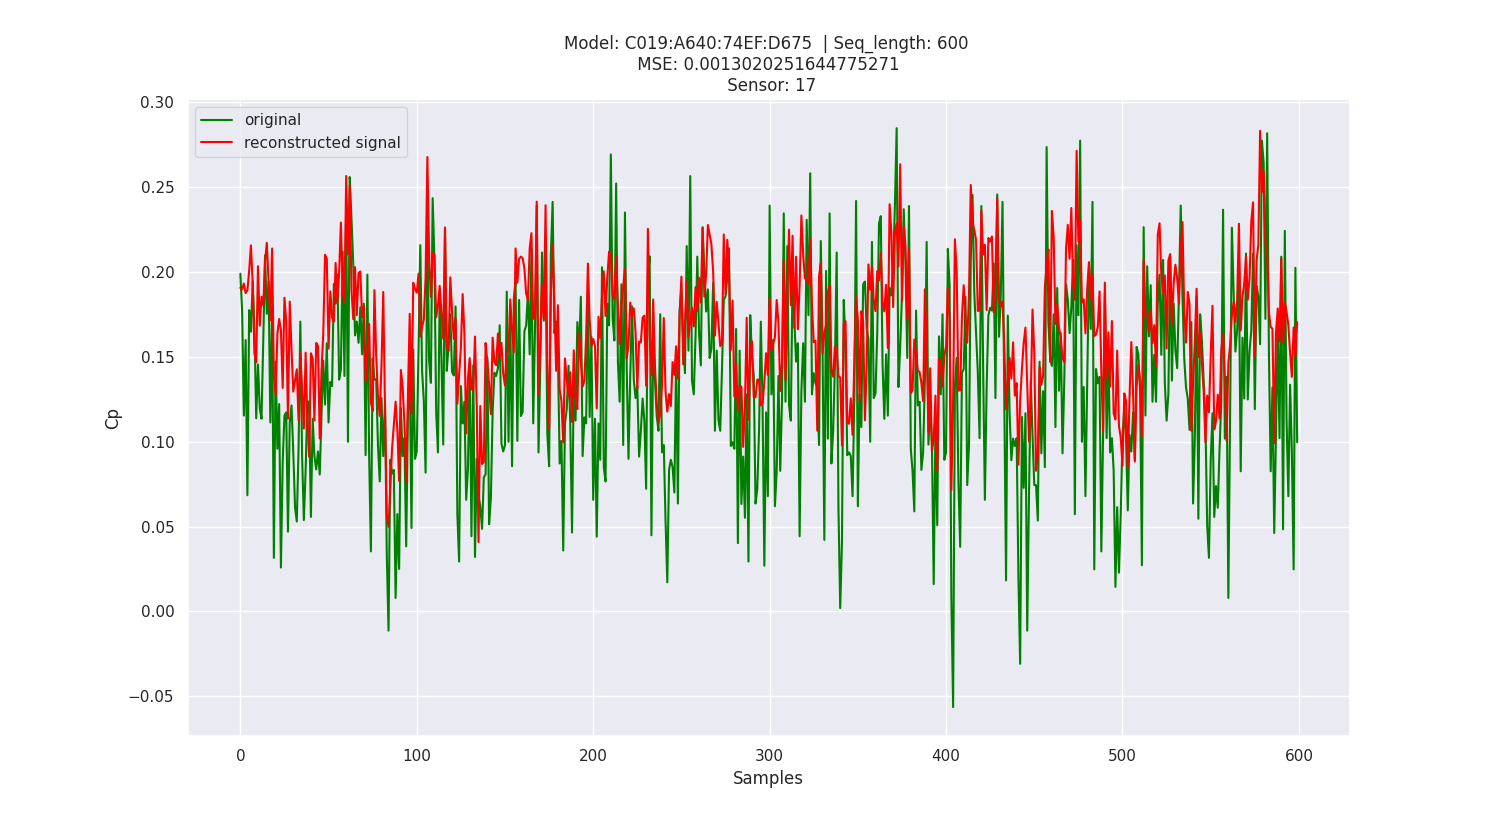 Model: C019:A640:74EF:D675 | Seq_length: 600
MSE: 0.0013020251644775271
Sensor: 17
original
reconstructed signal
0.30
0.25
0.20
0.15
0.10
0.05
0.00
−0.05
Cp
0 100 200 300 400 500 600
Samples